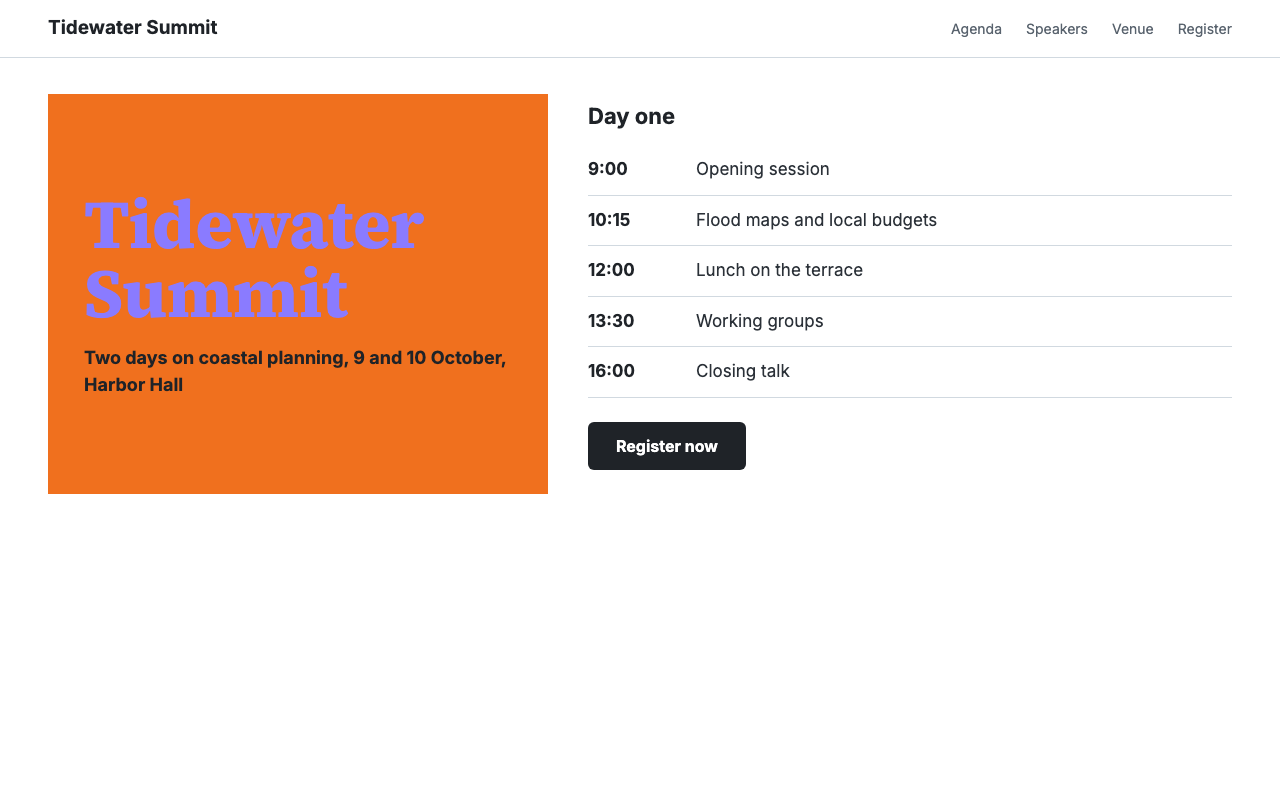 Tidewater Summit
Agenda Speakers Venue Register
Tidewater
Summit
Two days on coastal planning, 9 and 10 October,
Harbor Hall
Day one
9:00 Opening session
10:15 Flood maps and local budgets
12:00 Lunch on the terrace
13:30 Working groups
16:00 Closing talk
Register now